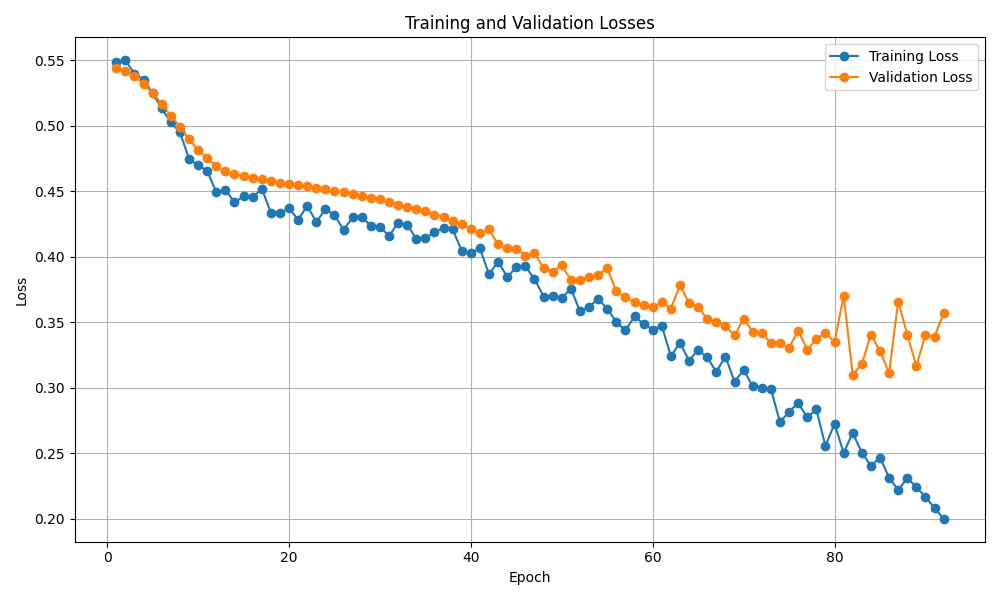 Training and Validation Losses
Training Loss
Validation Loss
0.55
0.50
0.45
0.40
0.35
0.30
0.25
0.20
Loss
0 20 40 60 80
Epoch